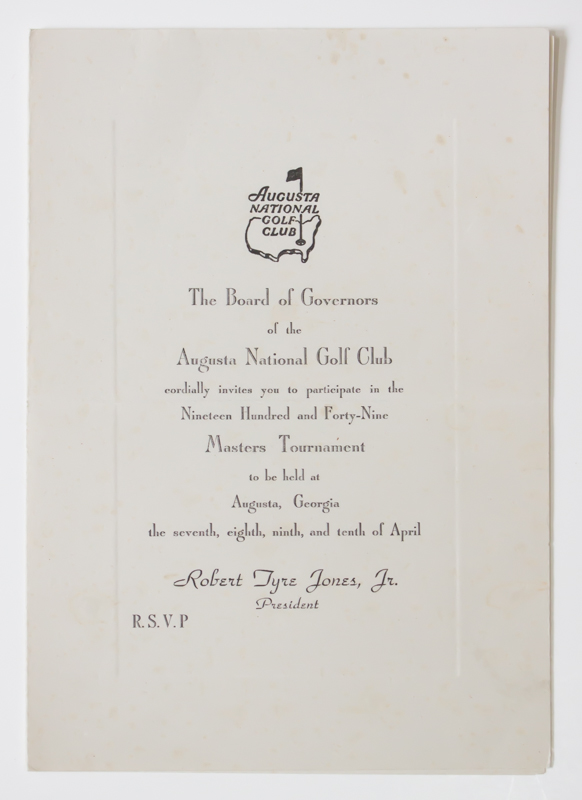 Augusta
National
Golf
Club
The Board of Governors
of the
Augusta National Golf Club
cordially invites you to participate in the
Nineteen Hundred and Forty-Nine
Masters Tournament
to be held at
Augusta, Georgia
the seventh, eighth, ninth, and tenth of April
Robert Tyre Jones, Jr.
President
R.S.V.P